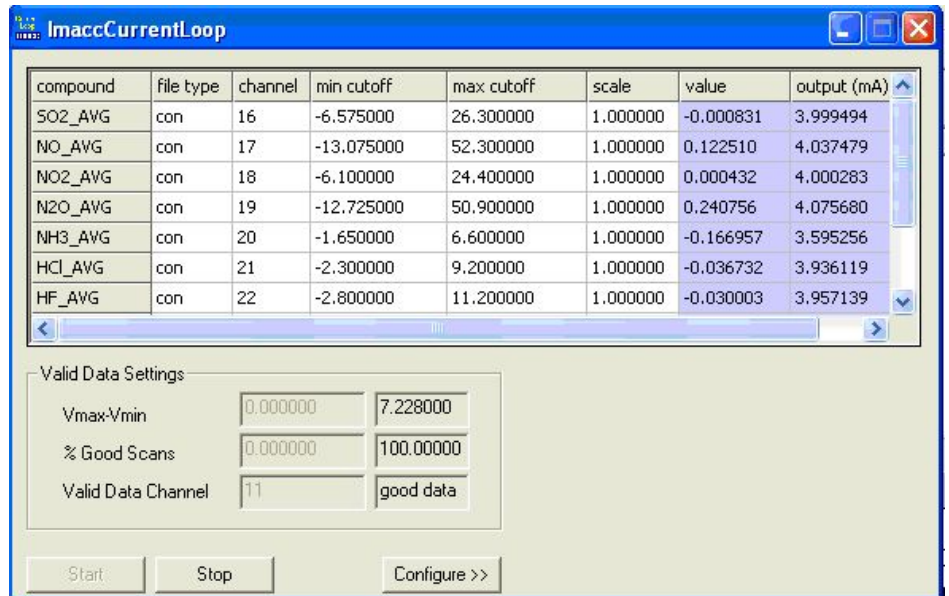 ImaccCurrentLoop
compound file type channel min cutoff max cutoff scale value output (mA)
SO2_AVG con 16 -6.575000 26.300000 1.000000 -0.000831 3.999494
NO_AVG con 17 -13.075000 52.300000 1.000000 0.122510 4.037479
NO2_AVG con 18 -6.100000 24.400000 1.000000 0.000432 4.000283
N2O_AVG con 19 -12.725000 50.900000 1.000000 0.240756 4.075680
NH3_AVG con 20 -1.650000 6.600000 1.000000 -0.166957 3.595256
HCl_AVG con 21 -2.300000 9.200000 1.000000 -0.036732 3.936119
HF_AVG con 22 -2.800000 11.200000 1.000000 -0.030003 3.957139
Valid Data Settings
Vmax-Vmin 0.000000 7.228000
% Good Scans 0.000000 100.00000
Valid Data Channel 11 good data
Start Stop Configure >>